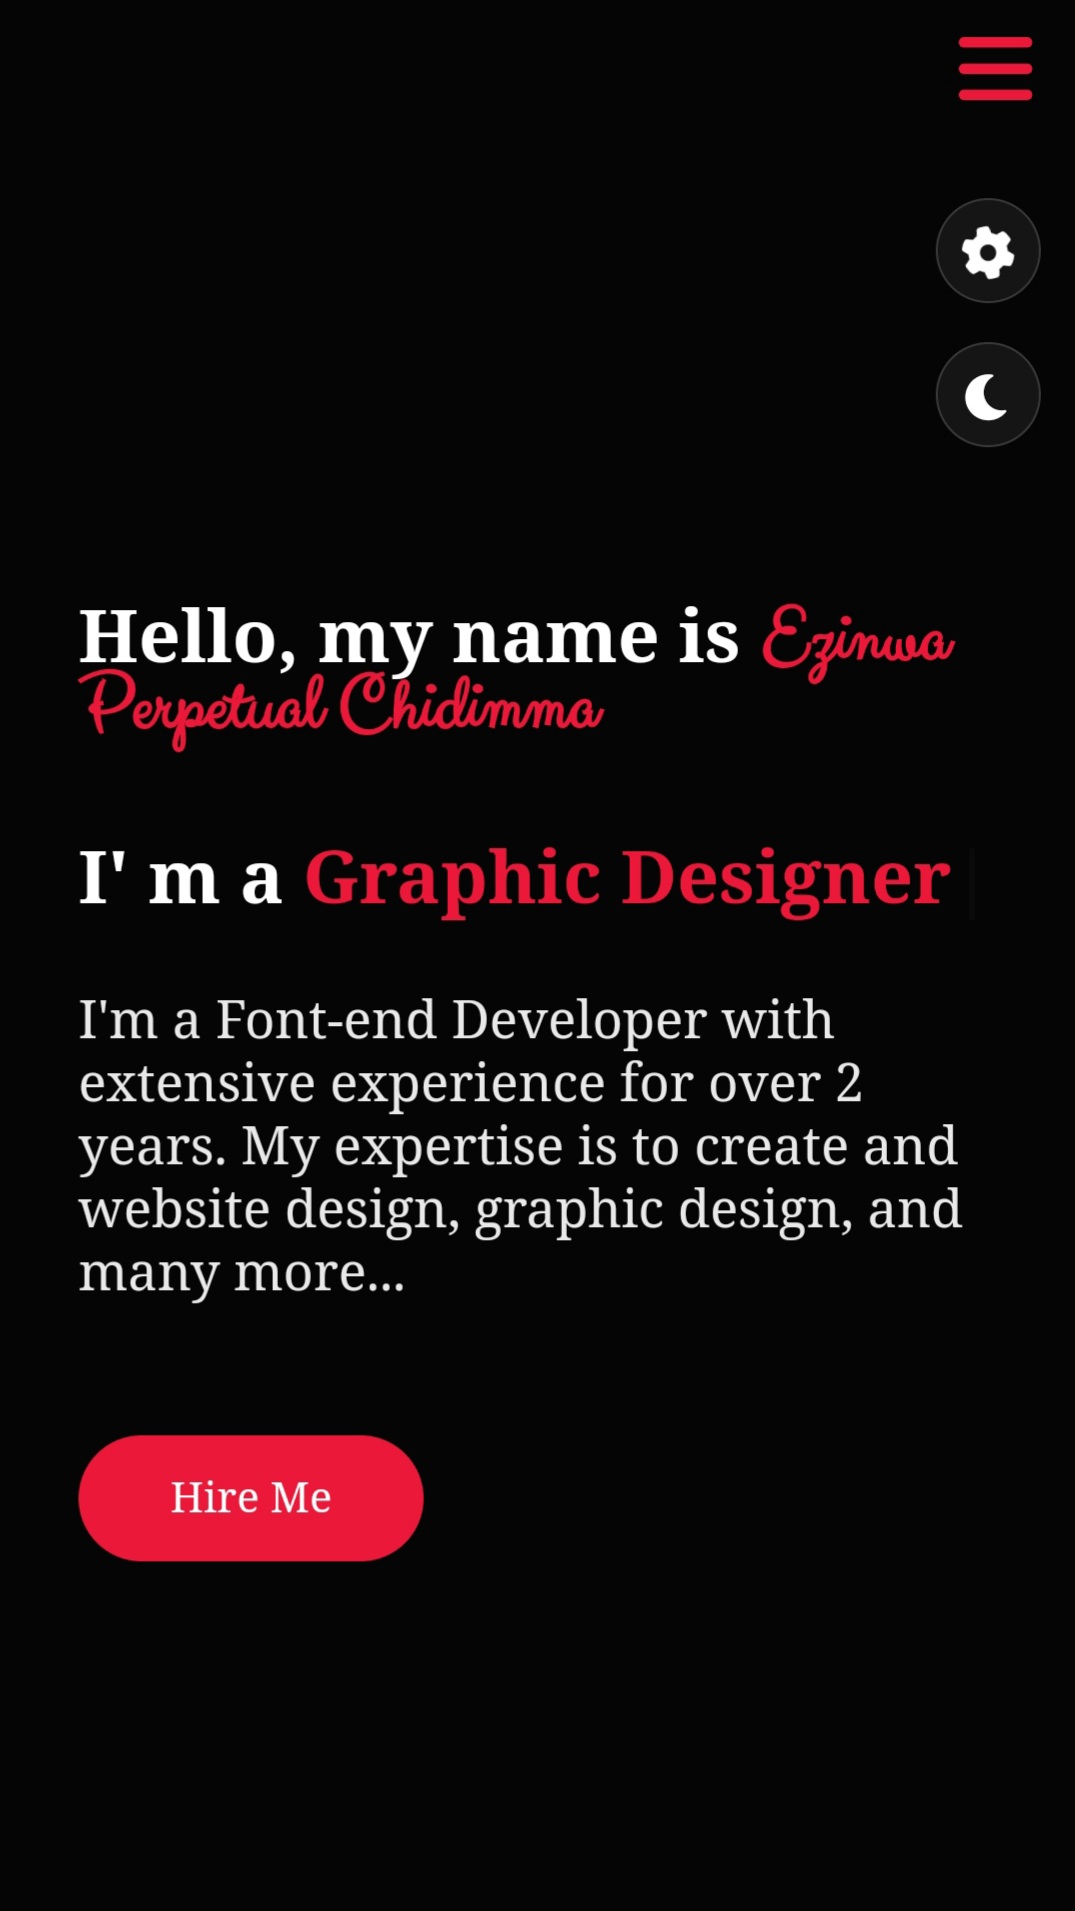 Hello, my name is Ezinwa
Perpetual Chidimma
I' m a Graphic Designer
I'm a Font-end Developer with
extensive experience for over 2
years. My expertise is to create and
website design, graphic design, and
many more...
Hire Me